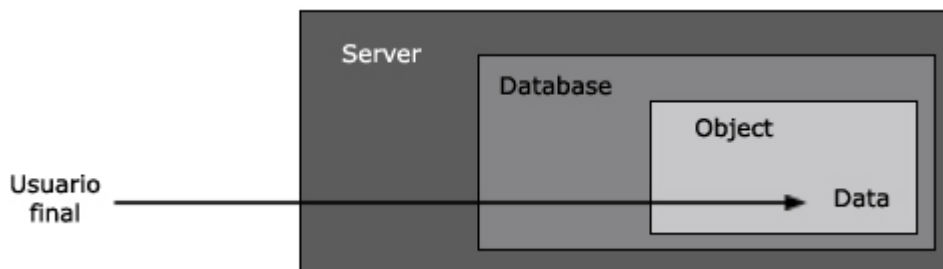 Server
Database
Object
Usuario
final
Data